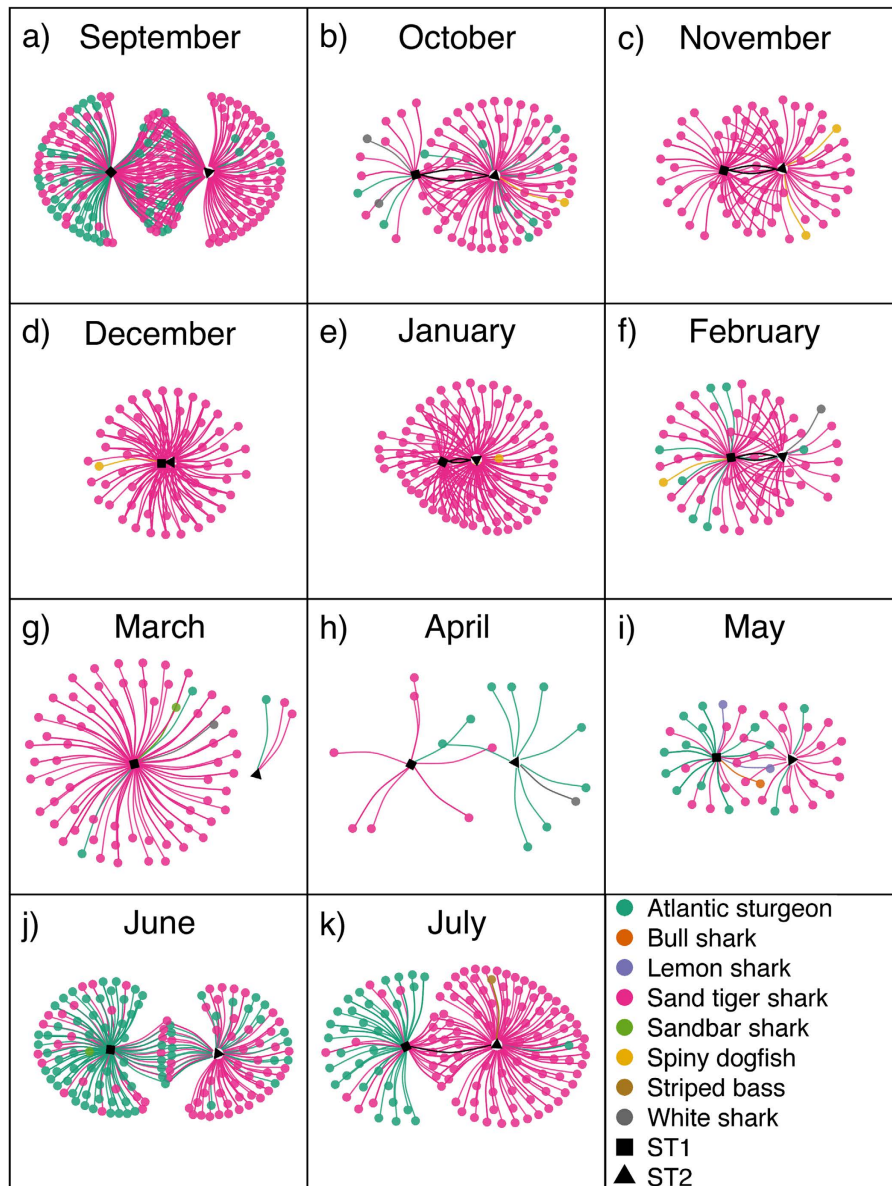 a) September
b) October
c) November
d) December
e) January
f) February
g) March
h) April
i) May
j) June
k) July
Atlantic sturgeon
Bull shark
Lemon shark
Sand tiger shark
Sandbar shark
Spiny dogfish
Striped bass
White shark
ST1
ST2